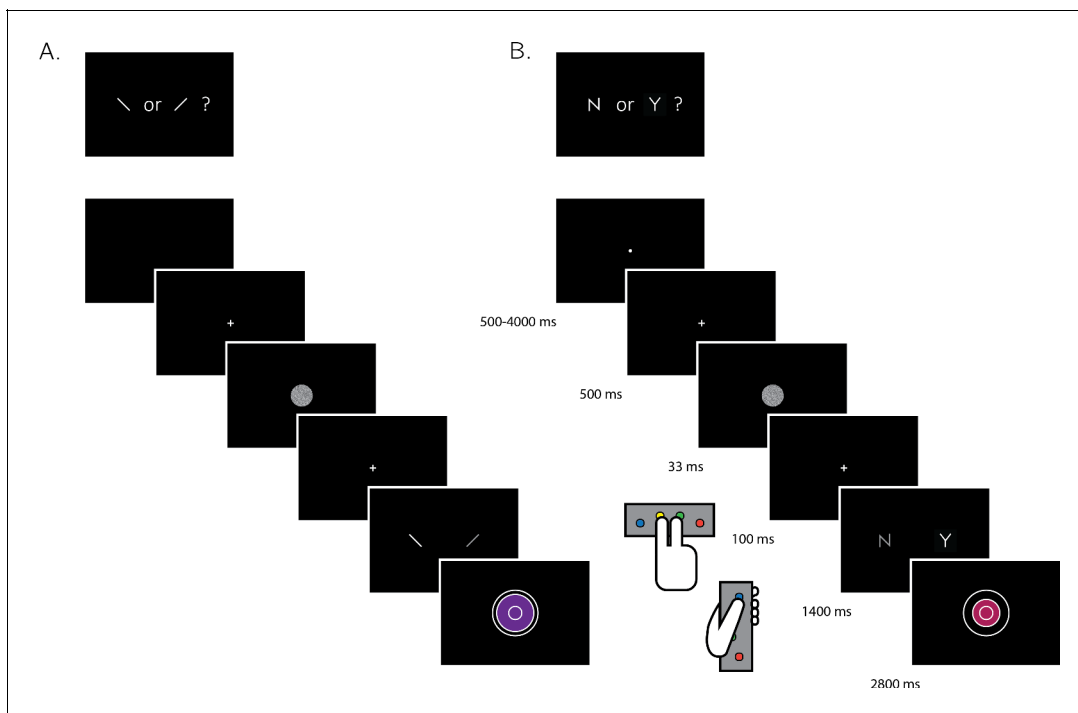 A.
\ or / ?
B.
N or Y ?
500-4000 ms
500 ms
33 ms
100 ms
N Y
1400 ms
2800 ms